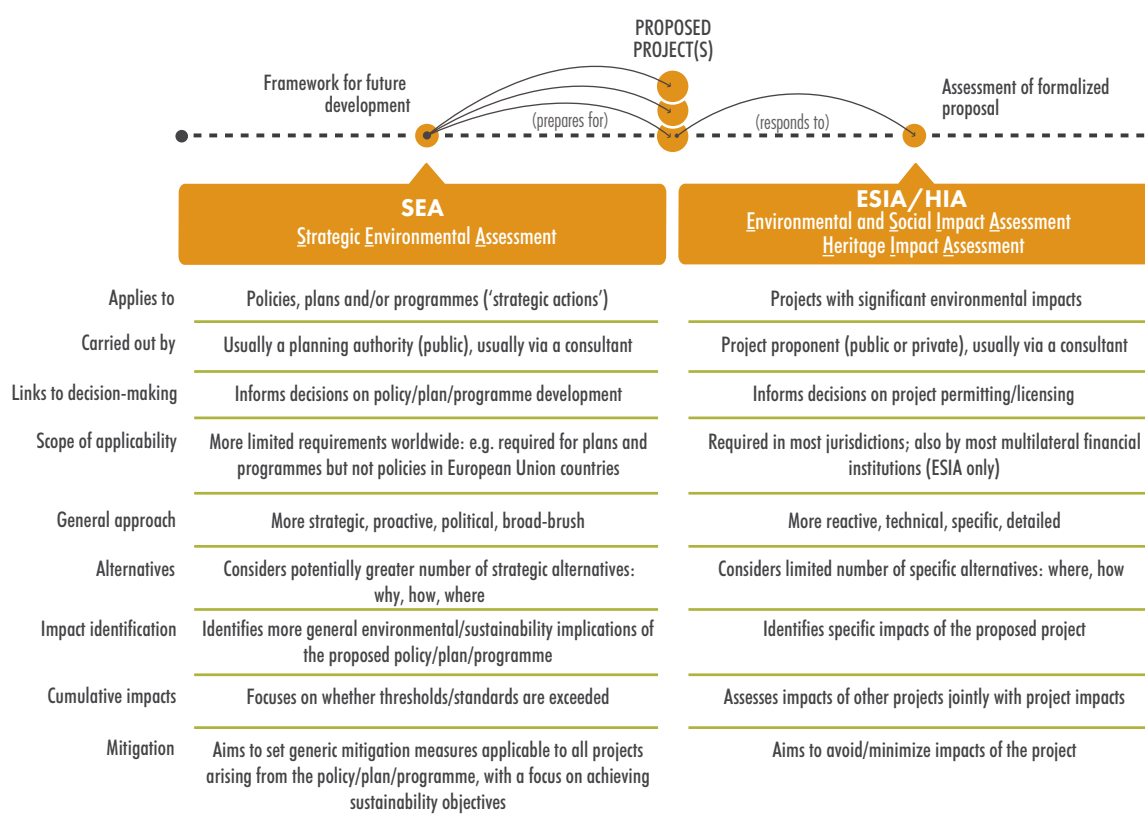 PROPOSED
PROJECT(S)
Framework for future
development
Assessment of formalized
proposal
(prepares for)
(responds to)
SEA
Strategic Environmental Assessment
ESIA/HIA
Environmental and Social Impact Assessment
Heritage Impact Assessment
Applies to
Policies, plans and/or programmes (‘strategic actions’)
Projects with significant environmental impacts
Carried out by
Usually a planning authority (public), usually via a consultant
Project proponent (public or private), usually via a consultant
Links to decision-making
Informs decisions on policy/plan/programme development
Informs decisions on project permitting/licensing
Scope of applicability
More limited requirements worldwide: e.g. required for plans and
programmes but not policies in European Union countries
Required in most jurisdictions; also by most multilateral financial
institutions (ESIA only)
General approach
More strategic, proactive, political, broad-brush
More reactive, technical, specific, detailed
Alternatives
Considers potentially greater number of strategic alternatives:
why, how, where
Considers limited number of specific alternatives: where, how
Impact identification
Identifies more general environmental/sustainability implications of
the proposed policy/plan/programme
Identifies specific impacts of the proposed project
Cumulative impacts
Focuses on whether thresholds/standards are exceeded
Assesses impacts of other projects jointly with project impacts
Mitigation
Aims to set generic mitigation measures applicable to all projects
arising from the policy/plan/programme, with a focus on achieving
sustainability objectives
Aims to avoid/minimize impacts of the project